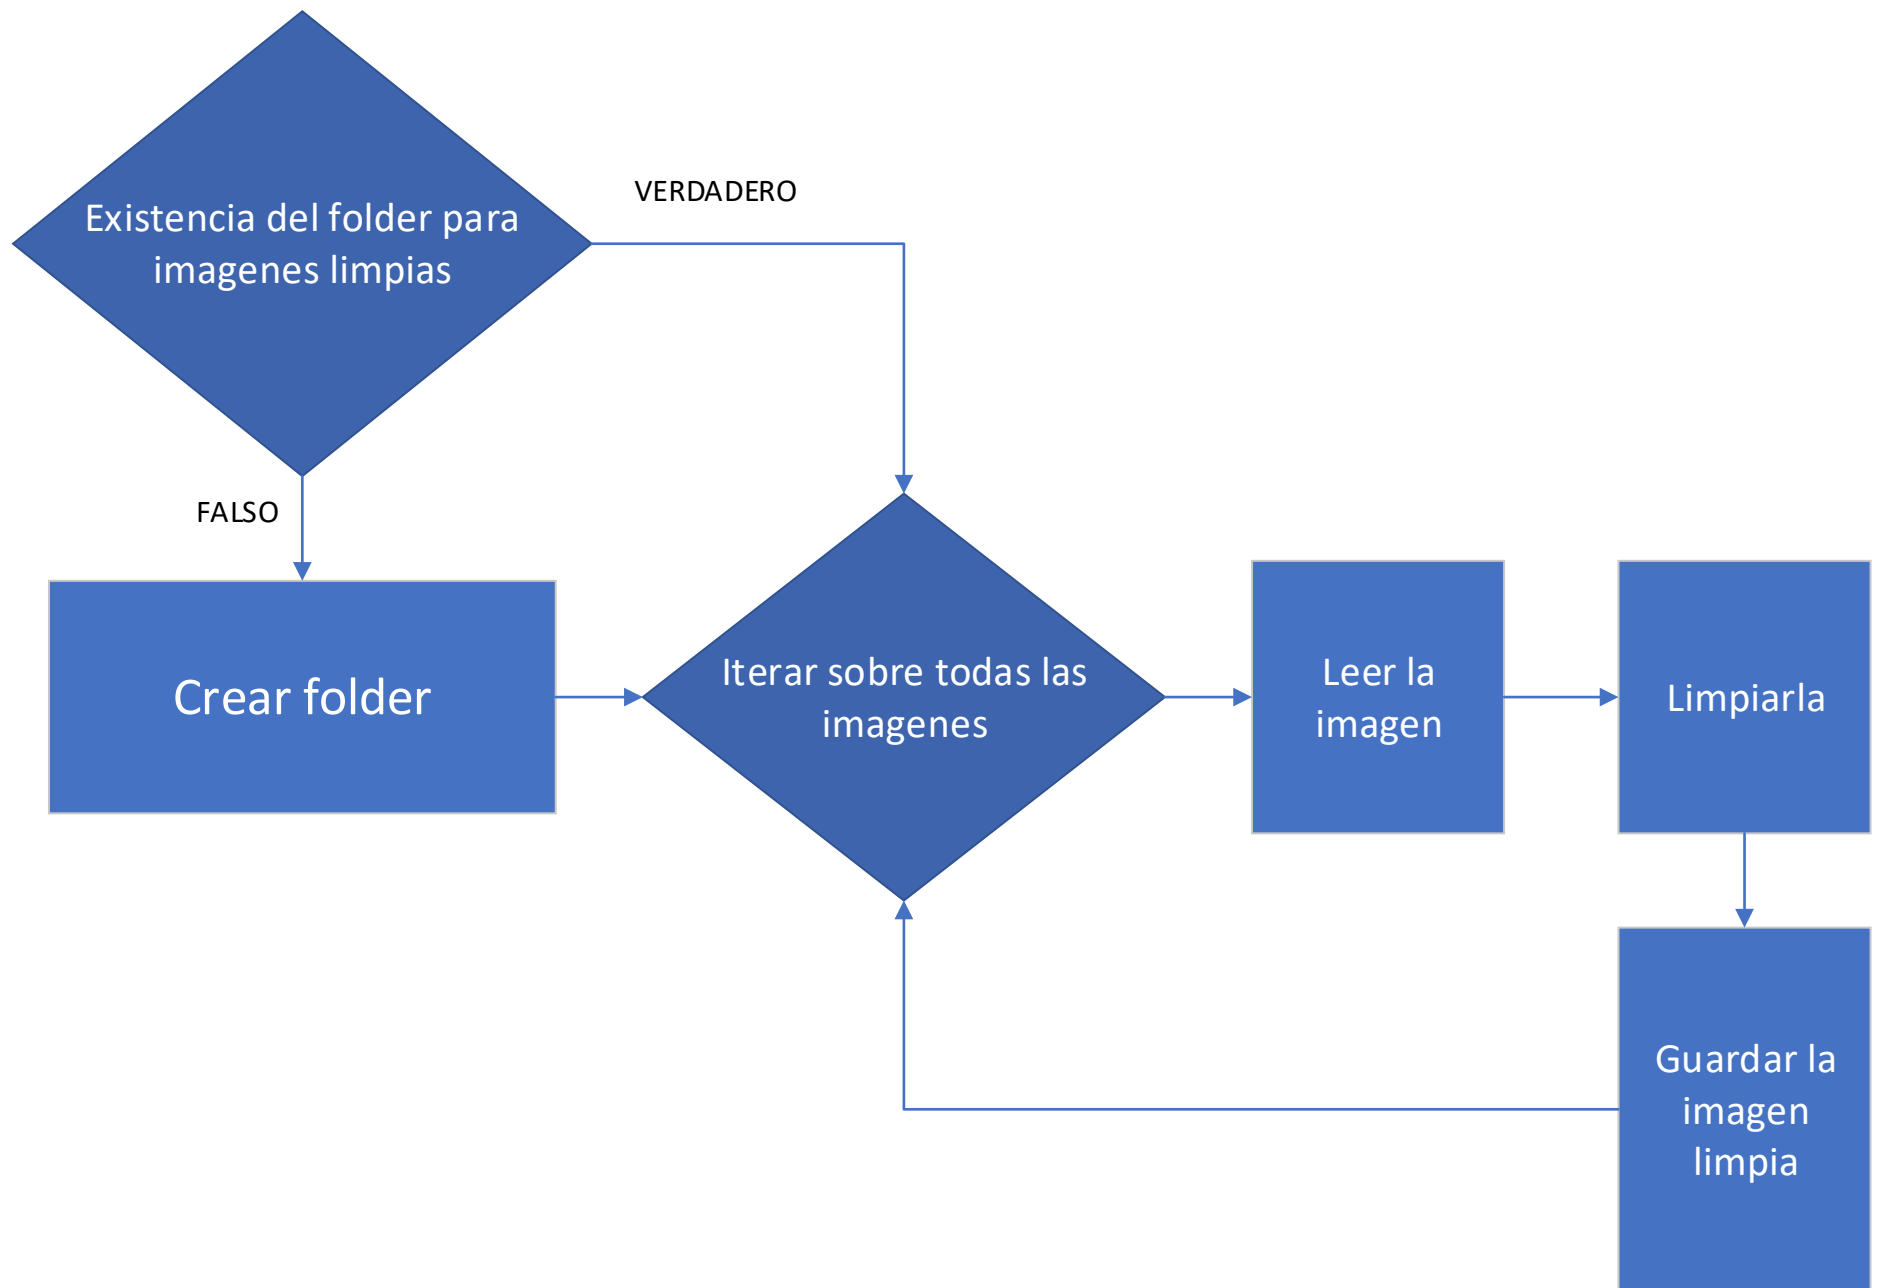 Existencia del folder para
imagenes limpias
VERDADERO
FALSO
Crear folder
Iterar sobre todas las
imagenes
Leer la
imagen
Limpiarla
Guardar la
imagen
limpia